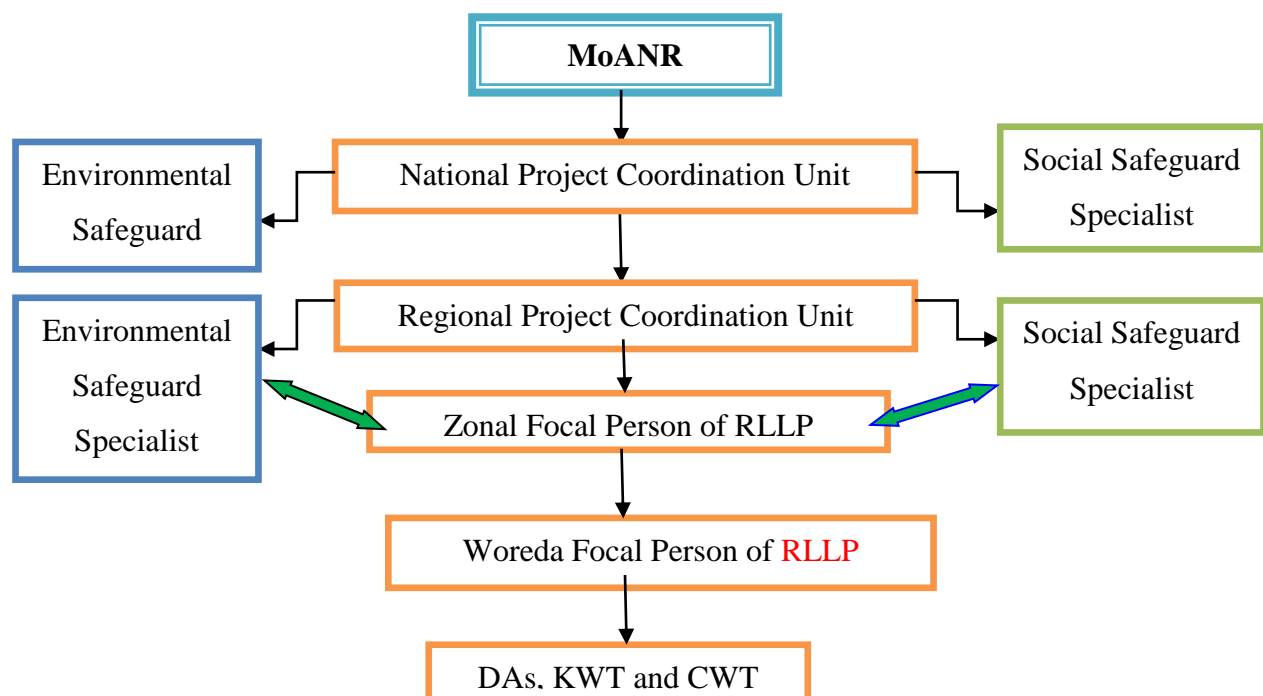 MoANR
National Project Coordination Unit
Environmental
Safeguard
Social Safeguard
Specialist
Regional Project Coordination Unit
Environmental
Safeguard
Specialist
Social Safeguard
Specialist
Zonal Focal Person of RLLP
Woreda Focal Person of RLLP
DAs, KWT and CWT